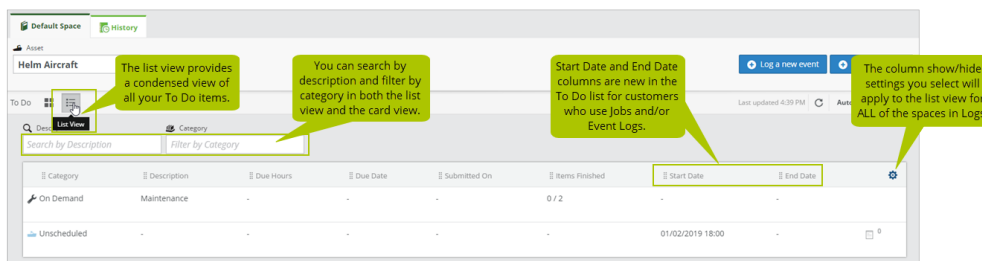 Default Space
History
Asset
Helm Aircraft
The list view provides
a condensed view of
all your To Do items.
You can search by
description and filter by
category in both the list
view and the card view.
Start Date and End Date
columns are new in the
To Do list for customers
who use Jobs and/or
Event Logs.
Log a new event
The column show/hide
settings you select will
apply to the list view for
ALL of the spaces in Logs
To Do
List View
Last updated 4:39 PM
Category
Search by Description
Filter by Category
Category Description Due Hours Due Date Submitted On Items Finished Start Date End Date
On Demand Maintenance - - - 0 / 2 - -
Unscheduled - - - - - 01/02/2019 18:00 - 0